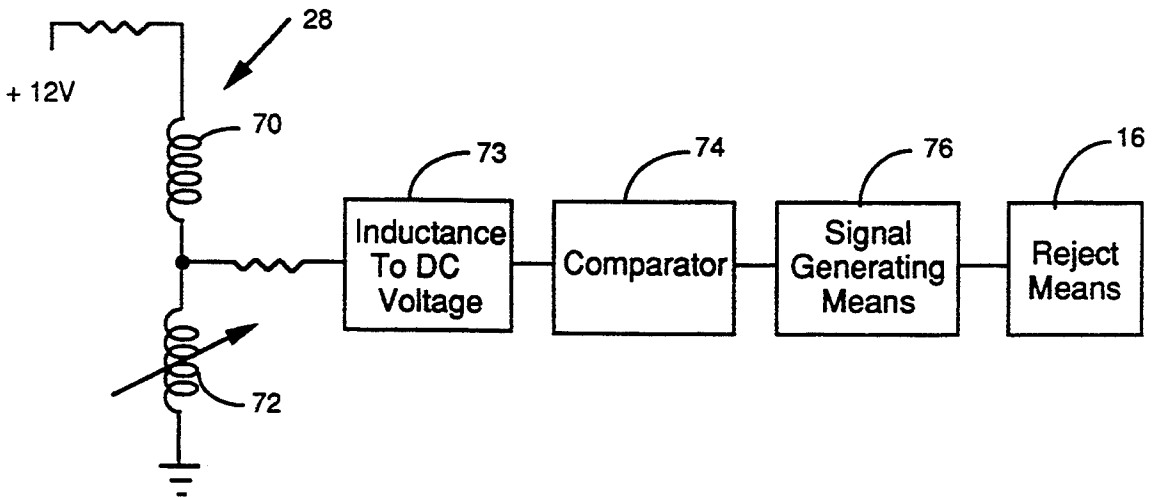 28
+ 12V
70
73
74
76
16
Inductance
To DC
Voltage
Comparator
Signal
Generating
Means
Reject
Means
72